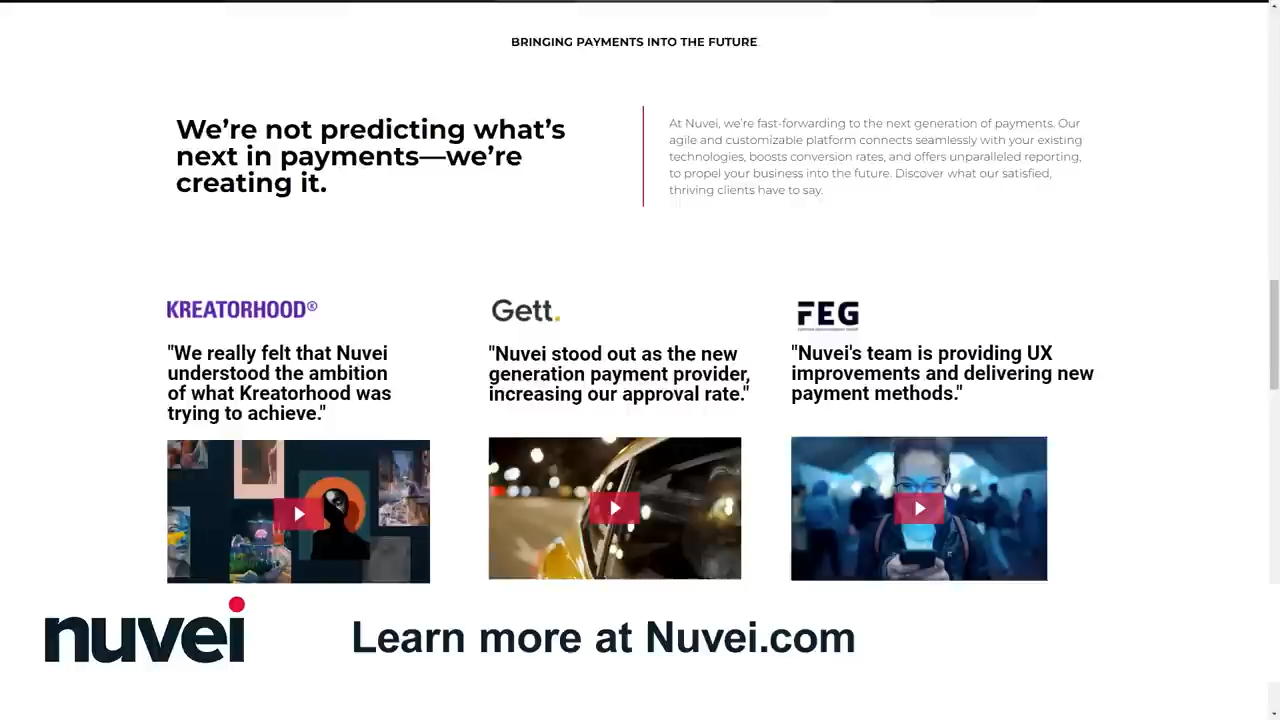 BRINGING PAYMENTS INTO THE FUTURE
We're not predicting what's
next in payments—we're
creating it.
At Nuvei, we're fast-forwarding to the next generation of payments. Our
agile and customizable platform connects seamlessly with your existing
technologies, boosts conversion rates, and offers unparalleled reporting,
to propel your business into the future. Discover what our satisfied,
thriving clients have to say.
KREATORHOOD®
"We really felt that Nuvei
understood the ambition
of what Kreatorhood was
trying to achieve."
Gett.
"Nuvei stood out as the new
generation payment provider,
increasing our approval rate."
FEG
"Nuvei's team is providing UX
improvements and delivering new
payment methods."
nuvei
Learn more at Nuvei.com